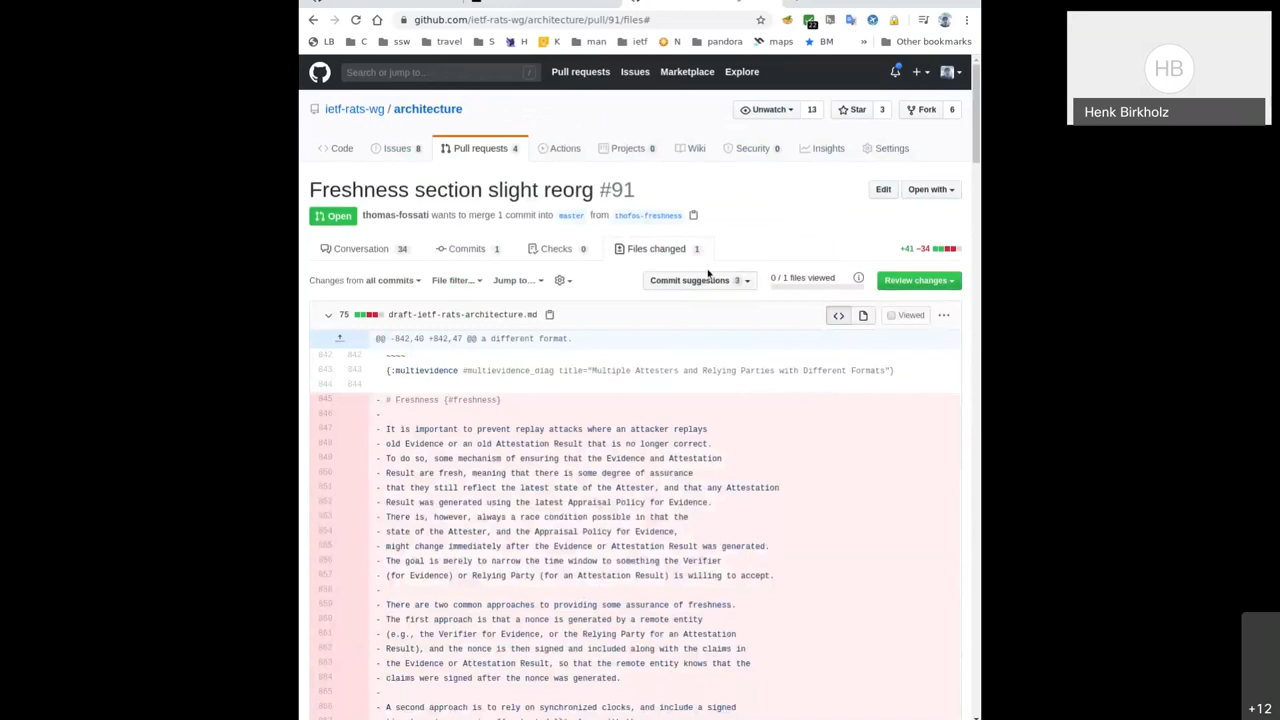 github.com/ietf-rats-wg/architecture/pull/91/files#
22
LB C ssw travel S H K man ietf N pandora maps BM » Other bookmarks
Search or jump to... / Pull requests Issues Marketplace Explore
ietf-rats-wg / architecture Unwatch 13 Star 3 Fork 6
Code Issues 8 Pull requests 4 Actions Projects 0 Wiki Security 0 Insights Settings
Freshness section slight reorg #91 Edit Open with
Open thomas-fossati wants to merge 1 commit into master from thofos-freshness
Conversation 34 Commits 1 Checks 0 Files changed 1 +41 −34
Changes from all commits File filter... Jump to... Commit suggestions 3 0 / 1 files viewed Review changes
75 draft-ietf-rats-architecture.md <> Viewed ...
@@ -842,40 +842,47 @@ a different format.
842 842 ~~~~
843 843 {:multievidence #multievidence_diag title="Multiple Attesters and Relying Parties with Different Formats"}
844 844
845 - # Freshness {#freshness}
846 -
847 - It is important to prevent replay attacks where an attacker replays
848 - old Evidence or an old Attestation Result that is no longer correct.
849 - To do so, some mechanism of ensuring that the Evidence and Attestation
850 - Result are fresh, meaning that there is some degree of assurance
851 - that they still reflect the latest state of the Attester, and that any Attestation
852 - Result was generated using the latest Appraisal Policy for Evidence.
853 - There is, however, always a race condition possible in that the
854 - state of the Attester, and the Appraisal Policy for Evidence,
855 - might change immediately after the Evidence or Attestation Result was generated.
856 - The goal is merely to narrow the time window to something the Verifier
857 - (for Evidence) or Relying Party (for an Attestation Result) is willing to accept.
858 -
859 - There are two common approaches to providing some assurance of freshness.
860 - The first approach is that a nonce is generated by a remote entity
861 - (e.g., the Verifier for Evidence, or the Relying Party for an Attestation
862 - Result), and the nonce is then signed and included along with the claims in
863 - the Evidence or Attestation Result, so that the remote entity knows that the
864 - claims were signed after the nonce was generated.
865 -
866 - A second approach is to rely on synchronized clocks, and include a signed
HB
Henk Birkholz
+12